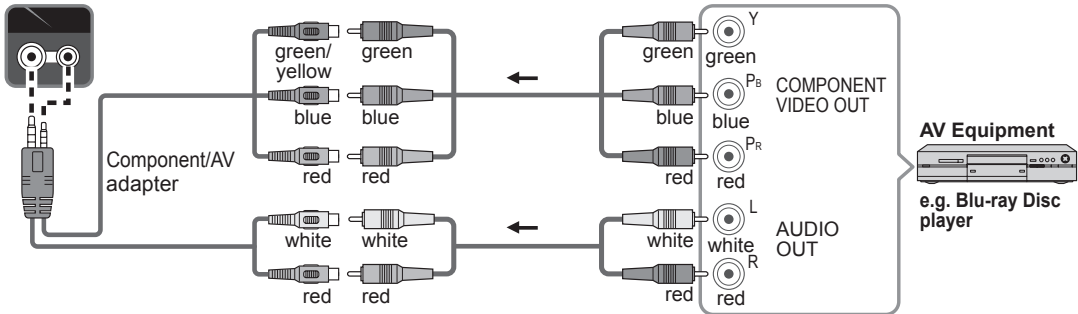 green/
yellow
green
green
green
Y
blue
blue
blue
blue
PB
COMPONENT
VIDEO OUT
Component/AV
adapter
red
red
red
red
PR
AV Equipment
e.g. Blu-ray Disc
player
white
white
white
white
L
AUDIO
OUT
red
red
red
red
R